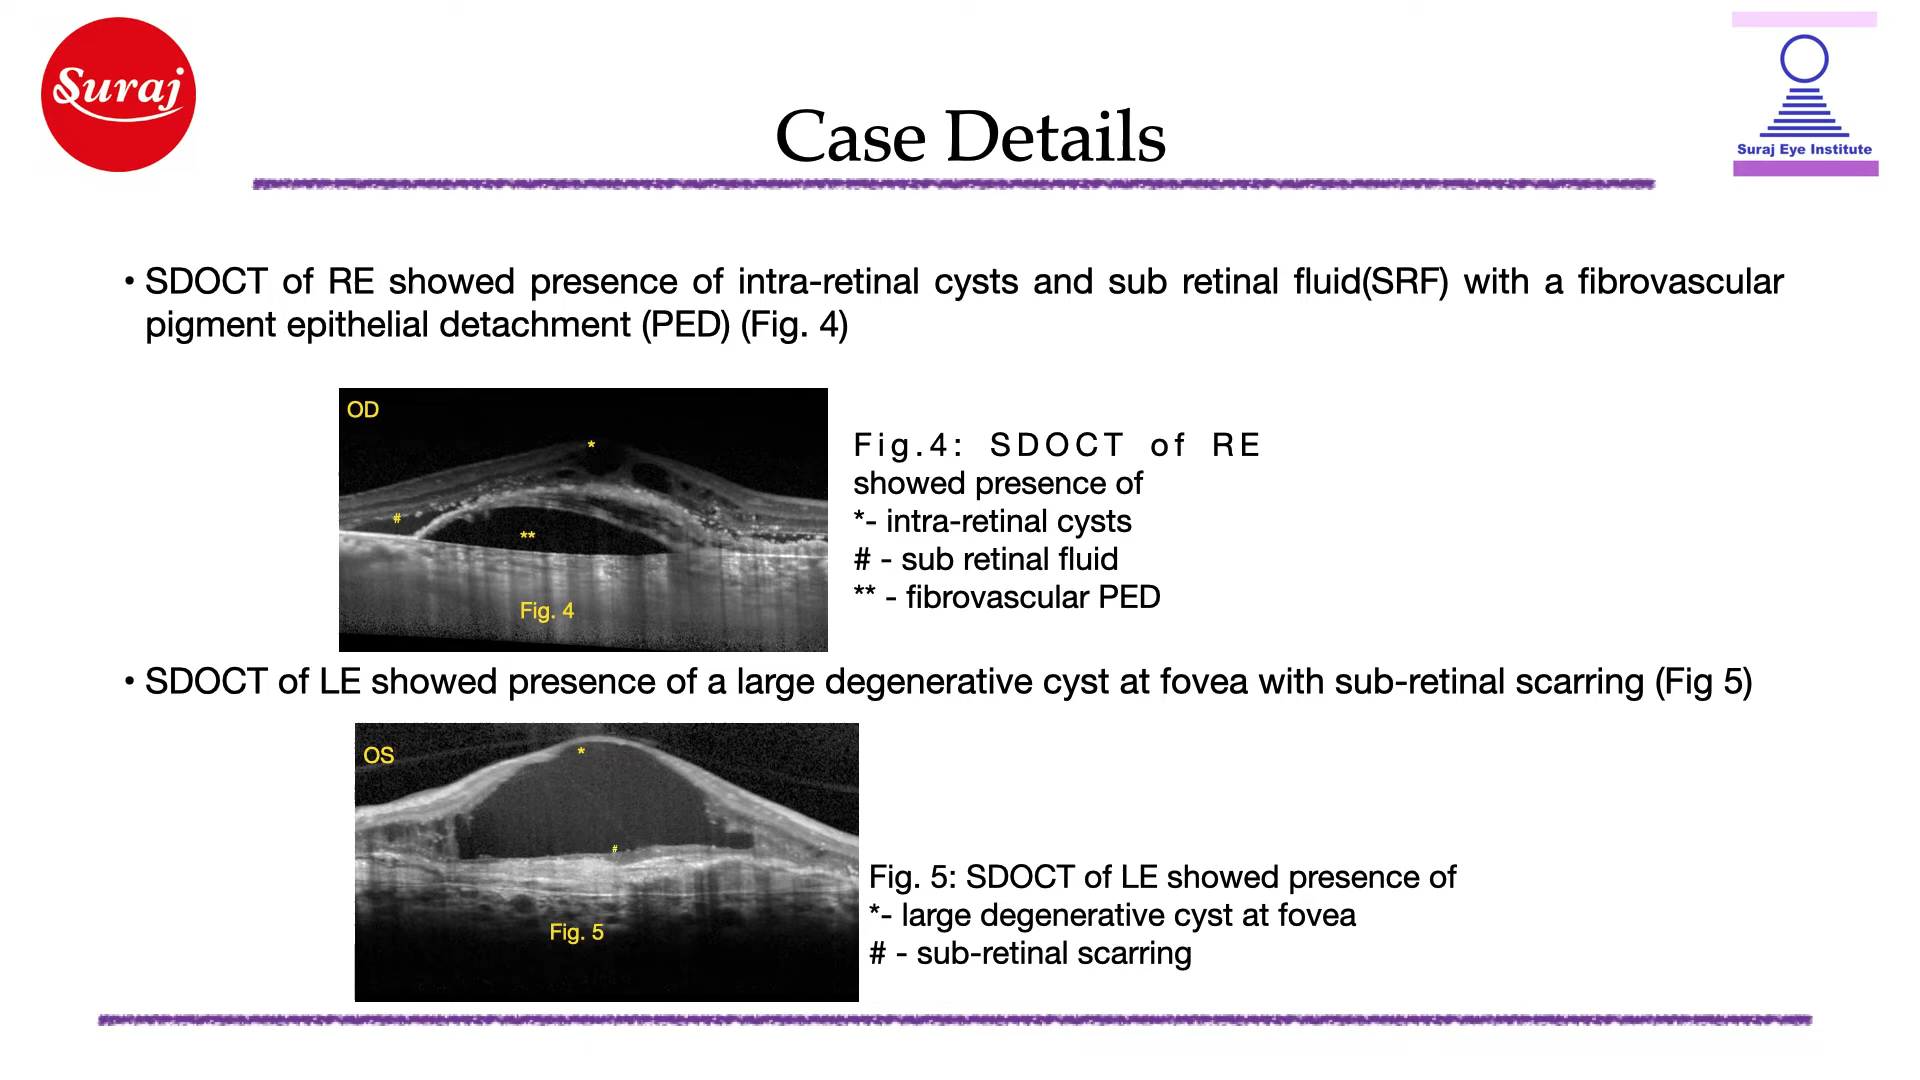 Suraj
Case Details
Suraj Eye Institute
• SDOCT of RE showed presence of intra-retinal cysts and sub retinal fluid(SRF) with a fibrovascular
pigment epithelial detachment (PED) (Fig. 4)
OD
*
#
**
Fig. 4
Fig.4: SDOCT of RE
showed presence of
*- intra-retinal cysts
# - sub retinal fluid
** - fibrovascular PED
• SDOCT of LE showed presence of a large degenerative cyst at fovea with sub-retinal scarring (Fig 5)
OS
*
#
Fig. 5
Fig. 5: SDOCT of LE showed presence of
*- large degenerative cyst at fovea
# - sub-retinal scarring